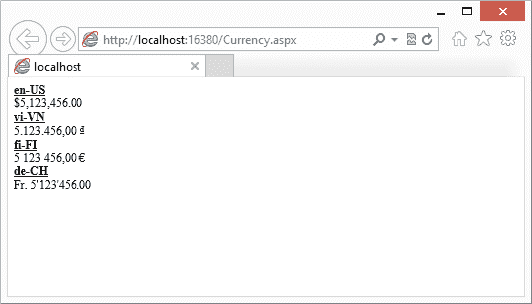 http://localhost:16380/Currency.aspx
localhost
en-US
$5,123,456.00
vi-VN
5.123.456,00 ₫
fi-FI
5 123 456,00 €
de-CH
Fr. 5'123'456.00